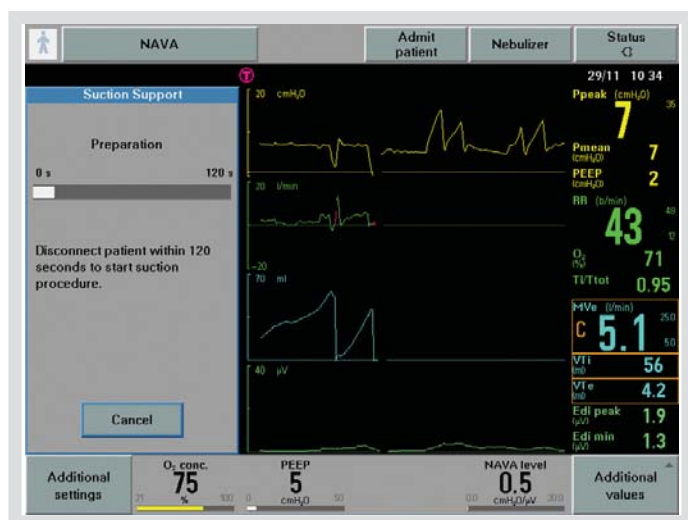 NAVA
Admit patient
Nebulizer
Status
29/11 10 34
Suction Support
Preparation
0 s 120 s
Disconnect patient within 120
seconds to start suction
procedure.
Cancel
T
20 cmH₂O
20 l/min
-20
70 ml
40 µV
Ppeak (cmH₂O)
7 35
Pmean (cmH₂O) 7
PEEP (cmH₂O) 2
RR (b/min)
43 48 12
O₂ (%) 71
TI/Ttot 0.95
MVe (l/min)
C 5.1 25.0 5.0
VTi (ml) 56
VTe (ml) 4.2
Edi peak (µV) 1.9
Edi min (µV) 1.3
Additional settings
O₂ conc.
75
21 % 100
PEEP
5
0 cmH₂O 50
NAVA level
0.5
0.0 cmH₂O/µV 20.0
Additional values